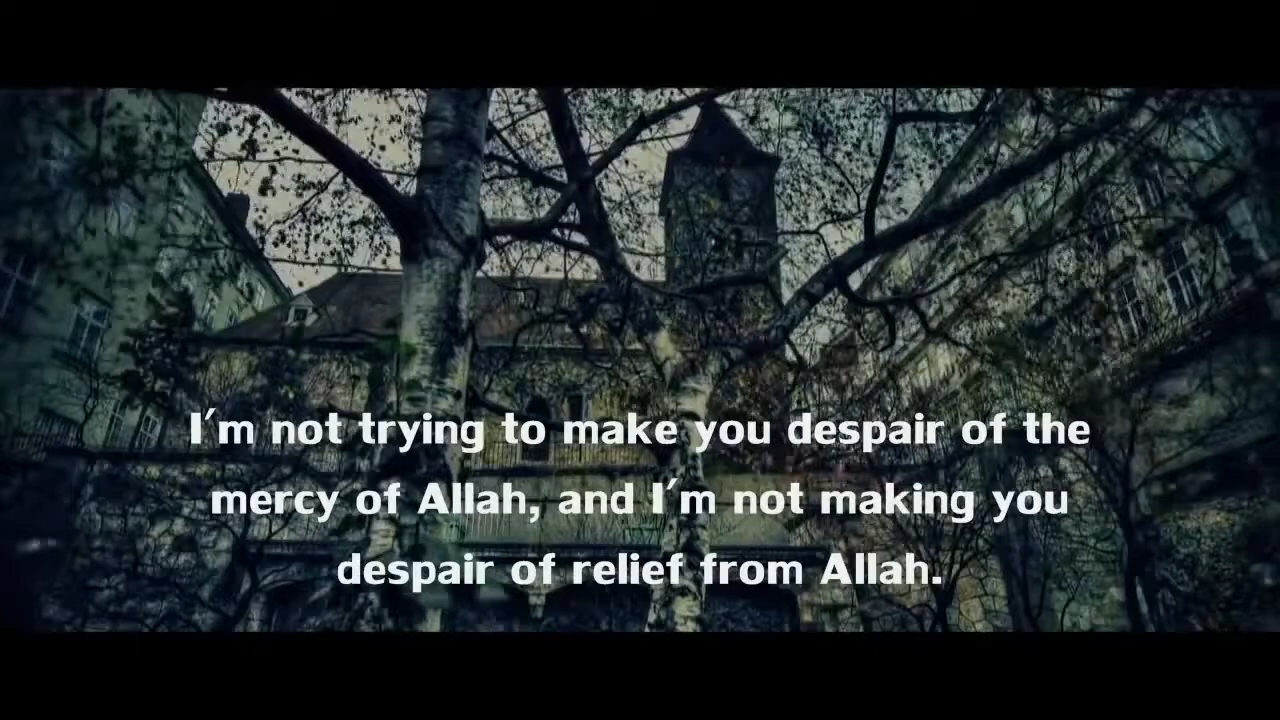 I'm not trying to make you despair of the
mercy of Allah, and I'm not making you
despair of relief from Allah.